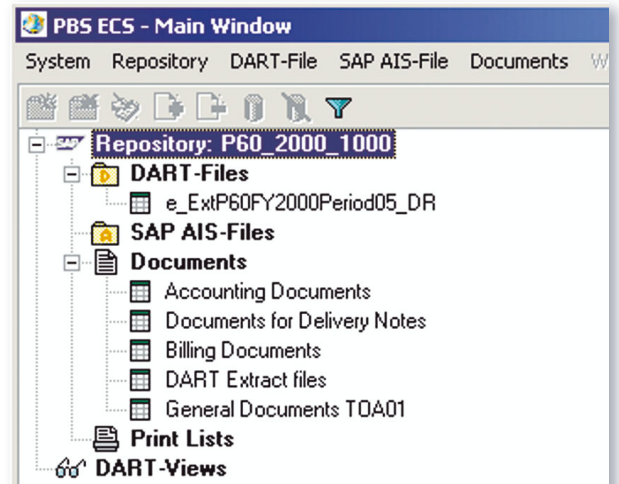 PBS ECS - Main Window
System Repository DART-File SAP AIS-File Documents W
SAP Repository: P60_2000_1000
D DART-Files
e_ExtP60FY2000Period05_DR
A SAP AIS-Files
Documents
Accounting Documents
Documents for Delivery Notes
Billing Documents
DART Extract files
General Documents TOA01
Print Lists
DART-Views